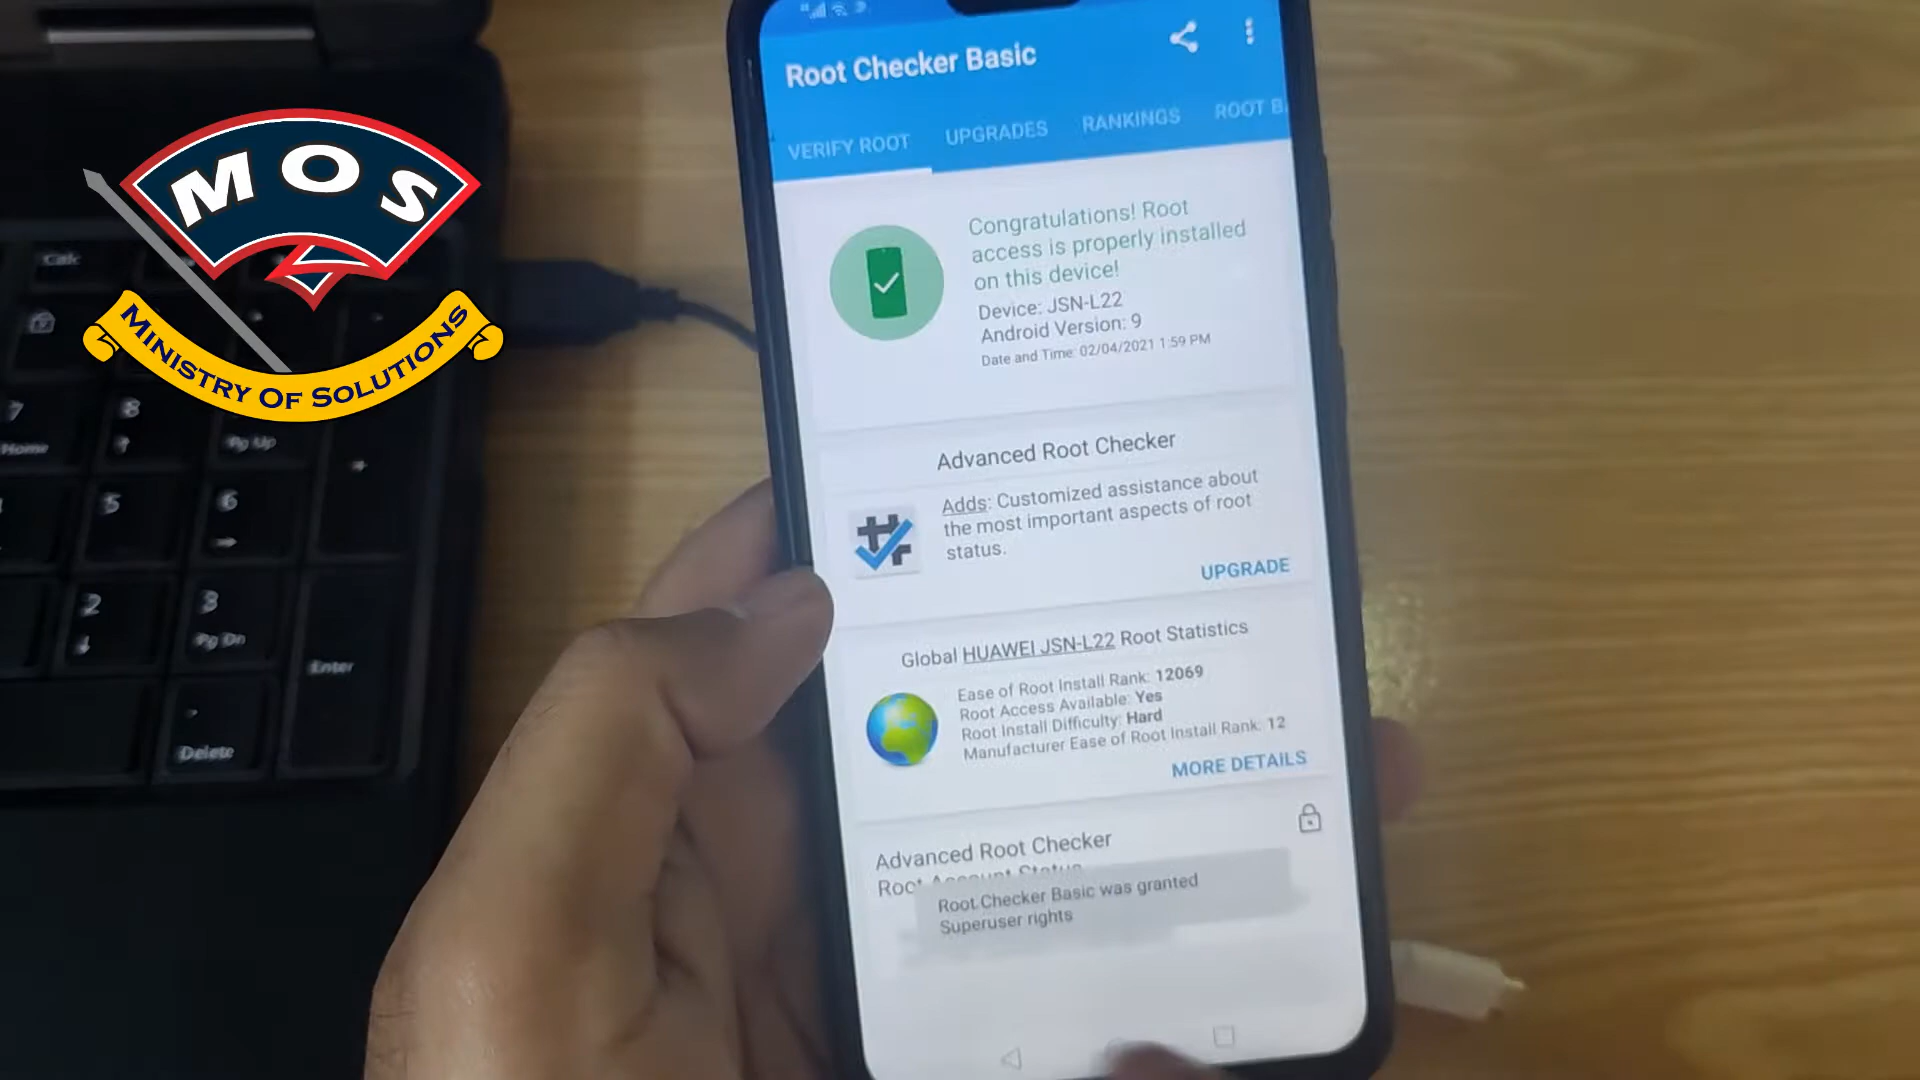 MOS
MINISTRY OF SOLUTIONS
Calc
7
Home
8
Pg Up
5
6
2
3
Pg Dn
Enter
Delete
Root Checker Basic
VERIFY ROOT
UPGRADES
RANKINGS
ROOT B
Congratulations! Root
access is properly installed
on this device!
Device: JSN-L22
Android Version: 9
Date and Time: 02/04/2021 1:59 PM
Advanced Root Checker
Adds: Customized assistance about
the most important aspects of root
status.
UPGRADE
Global HUAWEI JSN-L22 Root Statistics
Ease of Root Install Rank: 12069
Root Access Available: Yes
Root Install Difficulty: Hard
Manufacturer Ease of Root Install Rank: 12
MORE DETAILS
Advanced Root Checker
Root Account Status
Root Checker Basic was granted
Superuser rights